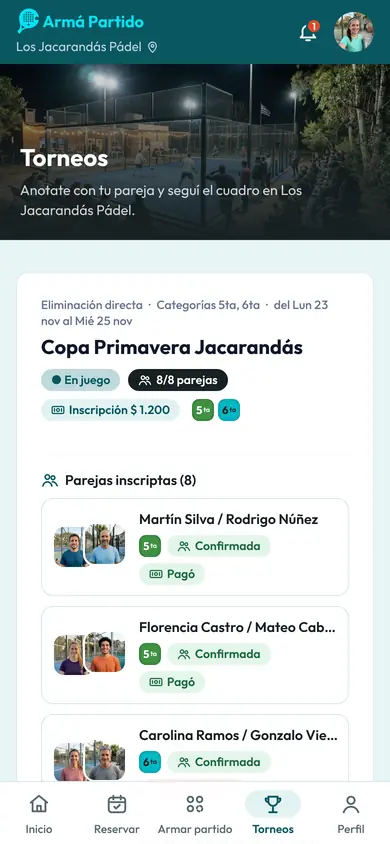 Armá Partido
1
Los Jacarandás Pádel
Torneos
Anotate con tu pareja y seguí el cuadro en Los
Jacarandás Pádel.
Eliminación directa · Categorías 5ta, 6ta · del Lun 23
nov al Mié 25 nov
Copa Primavera Jacarandás
En juego 8/8 parejas
Inscripción $ 1.200 5ta 6ta
Parejas inscriptas (8)
Martín Silva / Rodrigo Núñez
5ta Confirmada
Pagó
Florencia Castro / Mateo Cab...
5ta Confirmada
Pagó
Carolina Ramos / Gonzalo Vie...
6ta Confirmada
Inicio Reservar Armar partido Torneos Perfil